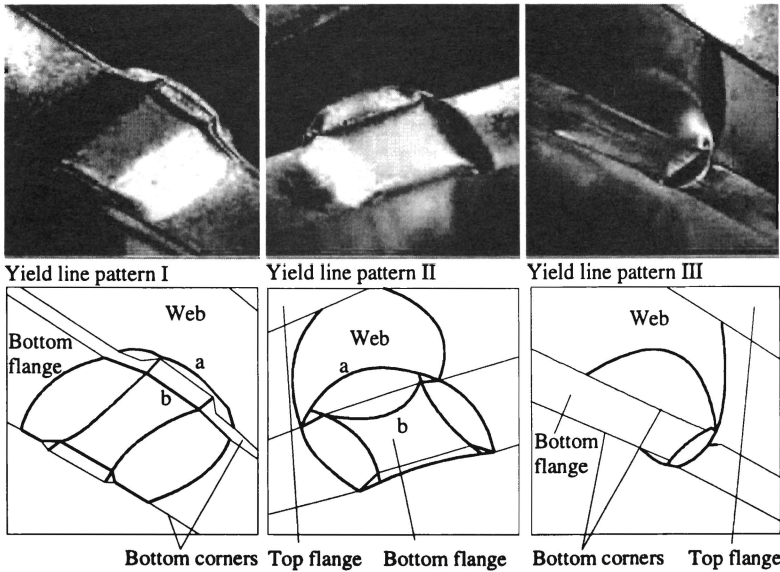 Yield line pattern I
Yield line pattern II
Yield line pattern III
Web
Bottom
flange
a
b
Bottom corners
Web
a
b
Top flange
Bottom flange
Web
Bottom
flange
Bottom corners
Top flange